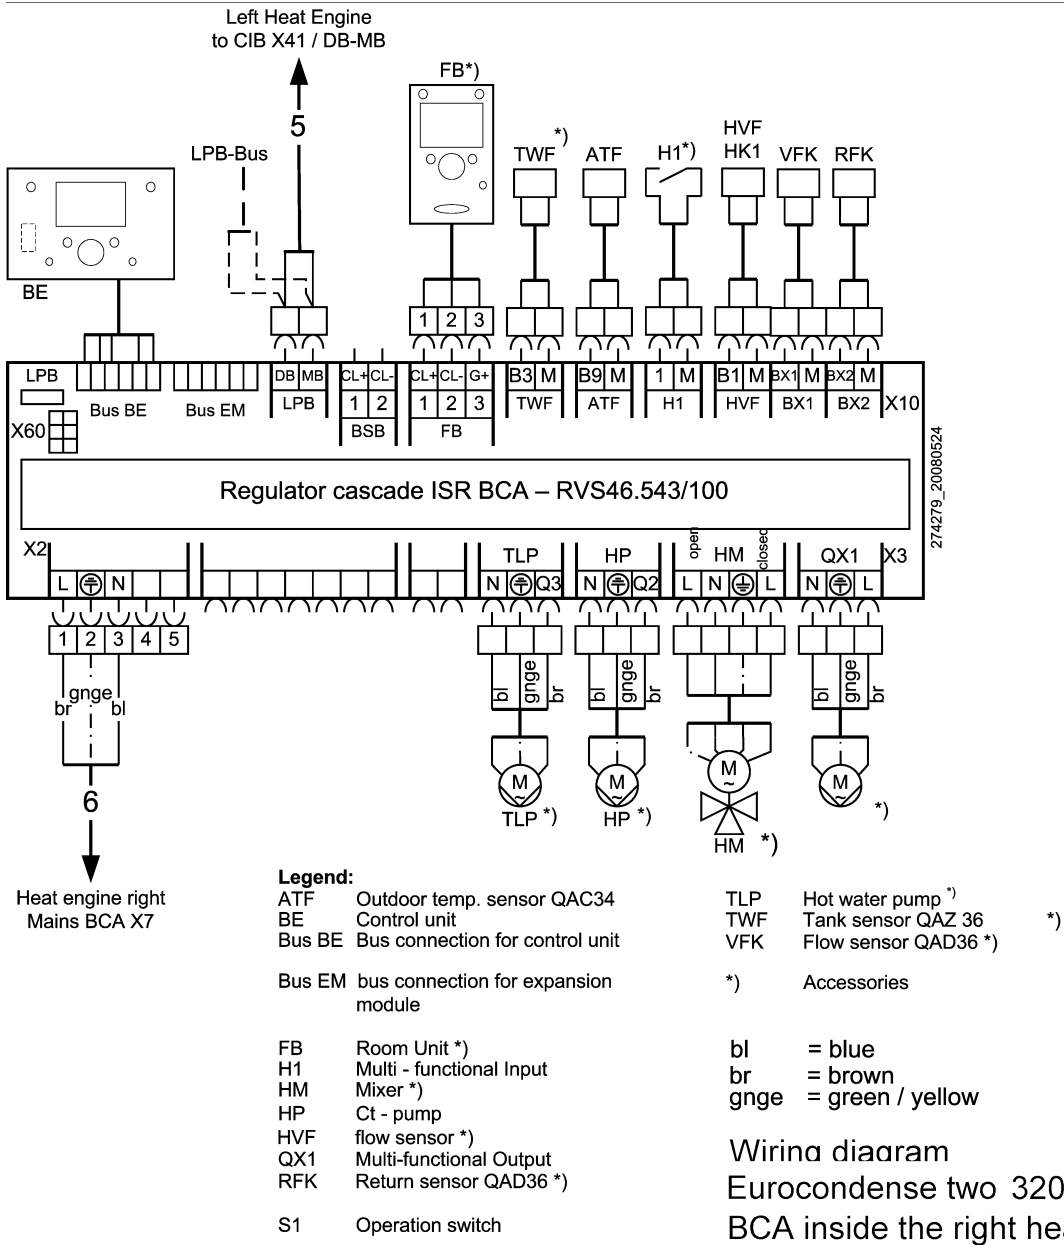 Left Heat Engine
to CIB X41 / DB-MB
FB*)
5
LPB-Bus
TWF *)
ATF
H1*)
HVF
HK1
VFK
RFK
BE
1 2 3
LPB
DB MB
CL+ CL-
CL+ CL- G+
B3 M
B9 M
1 M
B1 M
BX1 M
BX2 M
Bus BE
Bus EM
LPB
1 2
1 2 3
TWF
ATF
H1
HVF
BX1
BX2
X10
X60
BSB
FB
Regulator cascade ISR BCA – RVS46.543/100
274279_20080524
X2
TLP
HP
open
HM
closed
QX1
X3
L N
N Q3
N Q2
L N L
N L
1 2 3 4 5
br
gnge
bl
bl gnge br
bl gnge br
bl gnge br
6
M
~
M
~
M
~
M
~
TLP *)
HP *)
HM *)
*)
Heat engine right
Mains BCA X7
Legend:
ATF Outdoor temp. sensor QAC34
BE Control unit
Bus BE Bus connection for control unit
Bus EM bus connection for expansion
module
FB Room Unit *)
H1 Multi - functional Input
HM Mixer *)
HP Ct - pump
HVF flow sensor *)
QX1 Multi-functional Output
RFK Return sensor QAD36 *)
S1 Operation switch
TLP Hot water pump *)
TWF Tank sensor QAZ 36 *)
VFK Flow sensor QAD36 *)
*) Accessories
bl = blue
br = brown
gnge = green / yellow
Wiring diagram
Eurocondense two 320
BCA inside the right he